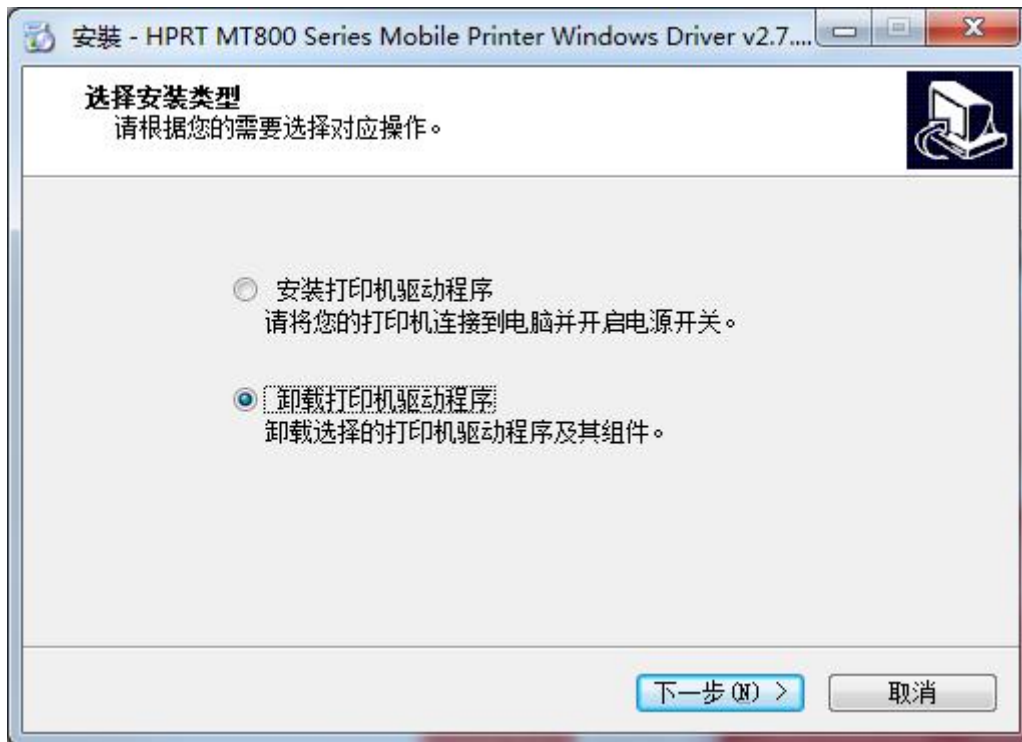 安裝 - HPRT MT800 Series Mobile Printer Windows Driver v2.7....
选择安装类型
请根据您的需要选择对应操作。
安装打印机驱动程序
请将您的打印机连接到电脑并开启电源开关。
卸载打印机驱动程序
卸载选择的打印机驱动程序及其组件。
下一步(N) >
取消